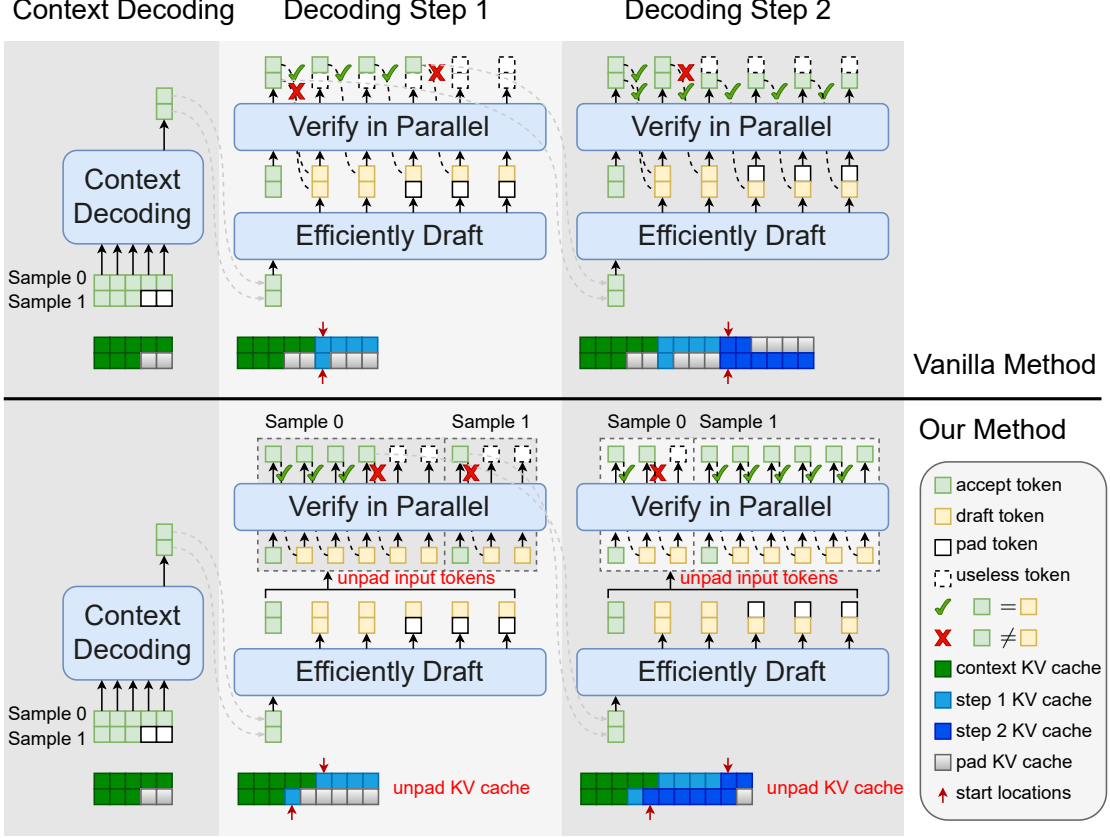 Context Decoding
Decoding Step 1
Decoding Step 2
Verify in Parallel
Verify in Parallel
Context
Decoding
Efficiently Draft
Efficiently Draft
Sample 0
Sample 1
Vanilla Method
Sample 0
Sample 1
Sample 0
Sample 1
Our Method
Verify in Parallel
Verify in Parallel
unpad input tokens
unpad input tokens
Context
Decoding
Efficiently Draft
Efficiently Draft
Sample 0
Sample 1
unpad KV cache
unpad KV cache
accept token
draft token
pad token
useless token
=
≠
context KV cache
step 1 KV cache
step 2 KV cache
pad KV cache
start locations